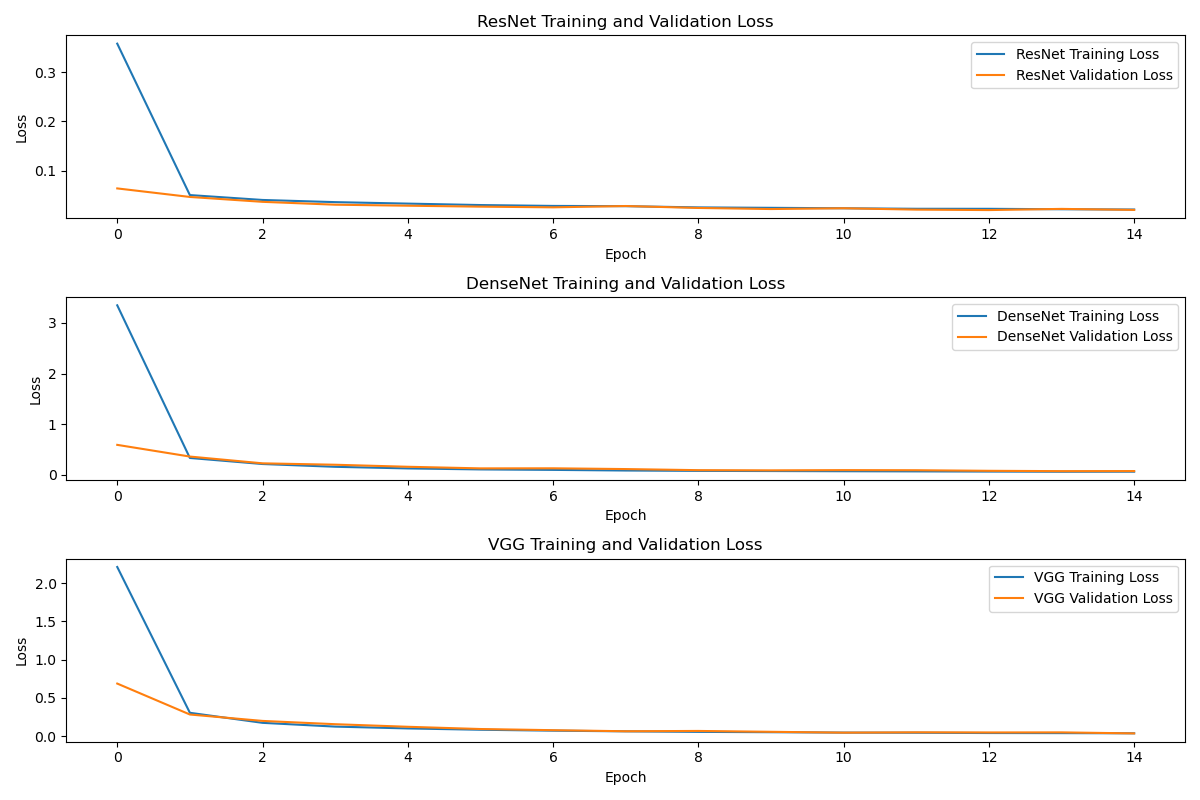 ResNet Training and Validation Loss
ResNet Training Loss
ResNet Validation Loss
Loss
0.3
0.2
0.1
0 2 4 6 8 10 12 14
Epoch
DenseNet Training and Validation Loss
DenseNet Training Loss
DenseNet Validation Loss
Loss
3
2
1
0
0 2 4 6 8 10 12 14
Epoch
VGG Training and Validation Loss
VGG Training Loss
VGG Validation Loss
Loss
2.0
1.5
1.0
0.5
0.0
0 2 4 6 8 10 12 14
Epoch